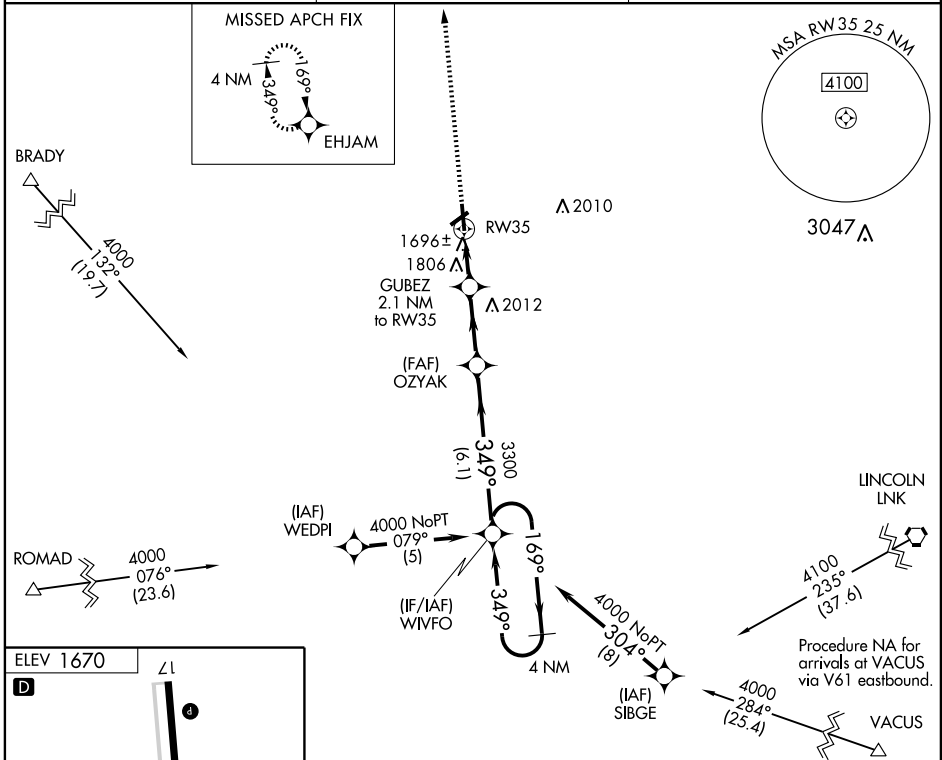 MISSED APCH FIX
4 NM
349°
169°
EHJAM
MSA RW35 25 NM
4100
3047
BRADY
4000
132°
(19.7)
2010
RW35
1696±
1806
GUBEZ
2.1 NM
to RW35
2012
(FAF)
OZYAK
3300
349°
(6.1)
(IAF)
WEDPI
4000 NoPT
079°
(5)
ROMAD
4000
076°
(23.6)
(IF/IAF)
WIVFO
349°
169°
4 NM
4000 NoPT
304°
(8)
(IAF)
SIBGE
LINCOLN
LNK
4100
235°
(37.6)
Procedure NA for
arrivals at VACUS
via V61 eastbound.
4000
284°
(25.4)
VACUS
ELEV 1670
D
17
P